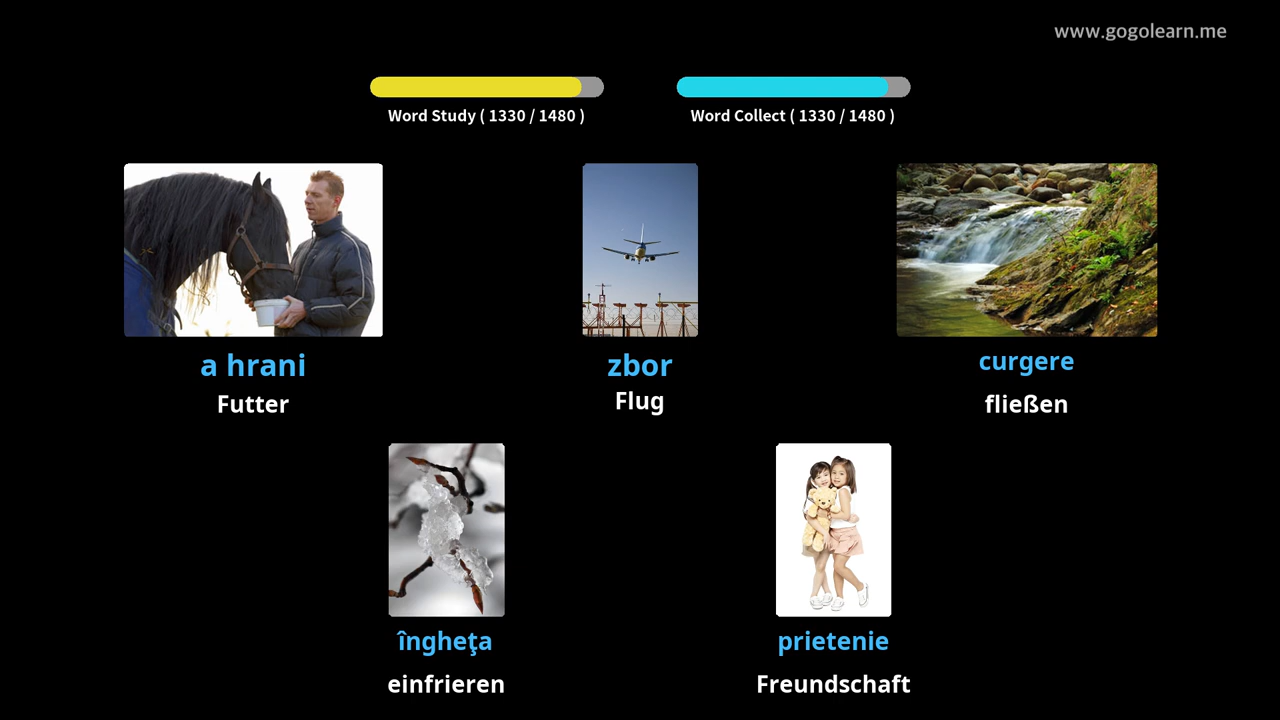 www.gogolearn.me
Word Study ( 1330 / 1480 )
Word Collect ( 1330 / 1480 )
a hrani
Futter
zbor
Flug
curgere
fließen
îngheţa
einfrieren
prietenie
Freundschaft